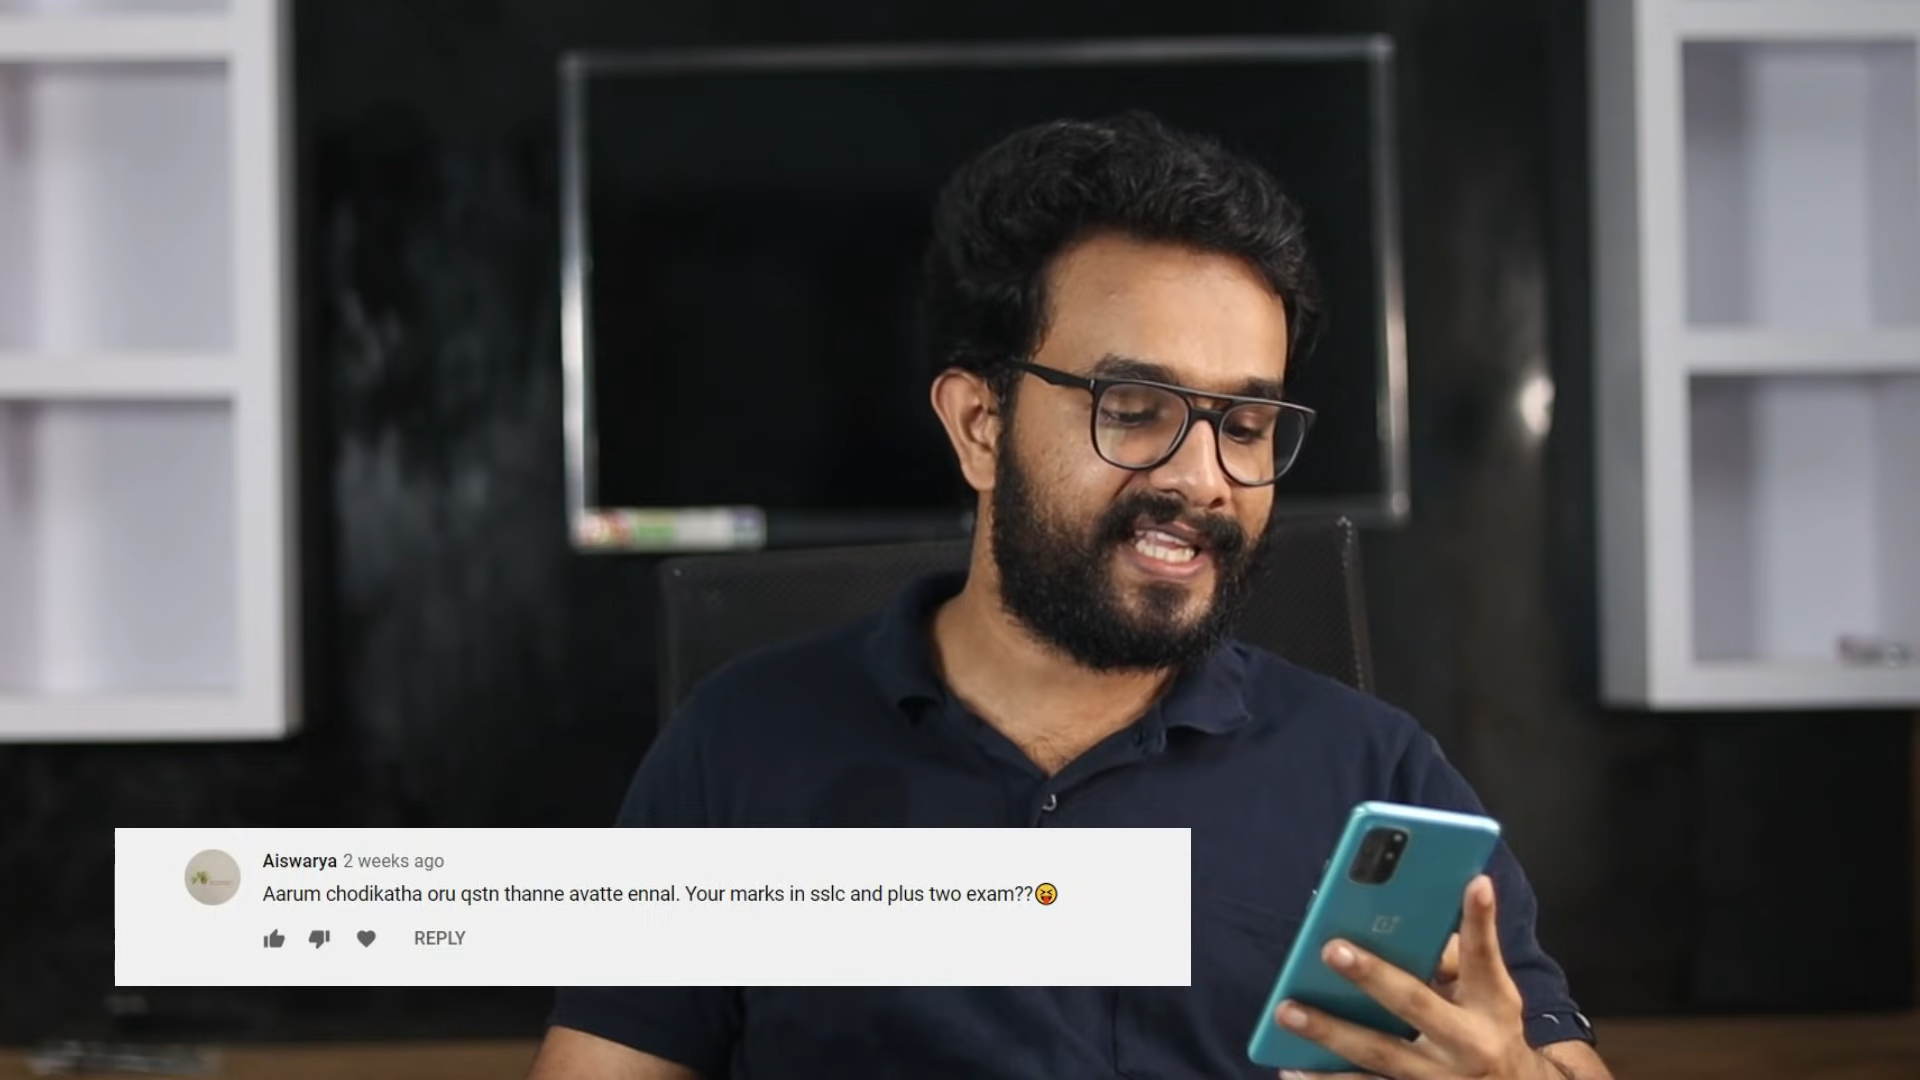 Aiswarya 2 weeks ago
Aarum chodikatha oru qstn thanne avatte ennal. Your marks in sslc and plus two exam??😝
REPLY